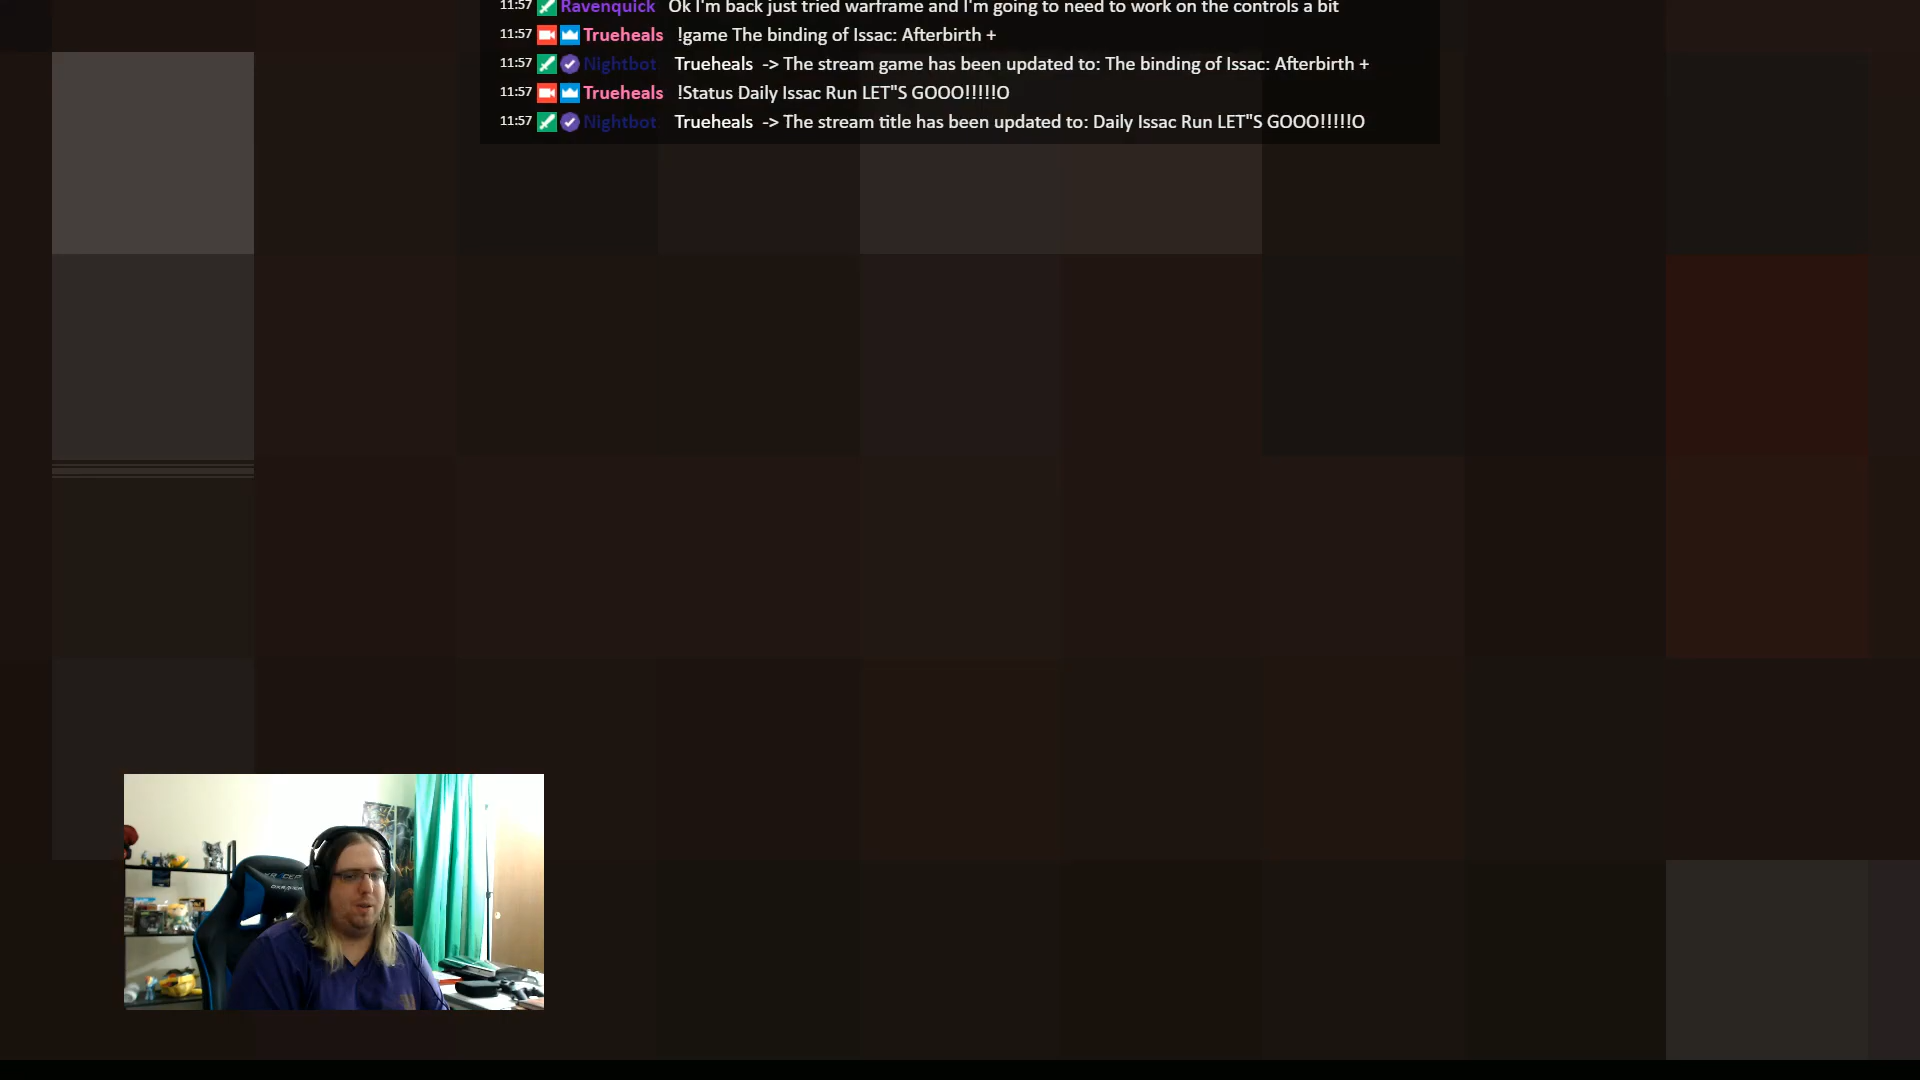 11:57 Ravenquick Ok I'm back just tried warframe and I'm going to need to work on the controls a bit
11:57 Trueheals !game The binding of Issac: Afterbirth +
11:57 Nightbot Trueheals -> The stream game has been updated to: The binding of Issac: Afterbirth +
11:57 Trueheals !Status Daily Issac Run LET"S GOOO!!!!!O
11:57 Nightbot Trueheals -> The stream title has been updated to: Daily Issac Run LET"S GOOO!!!!!O